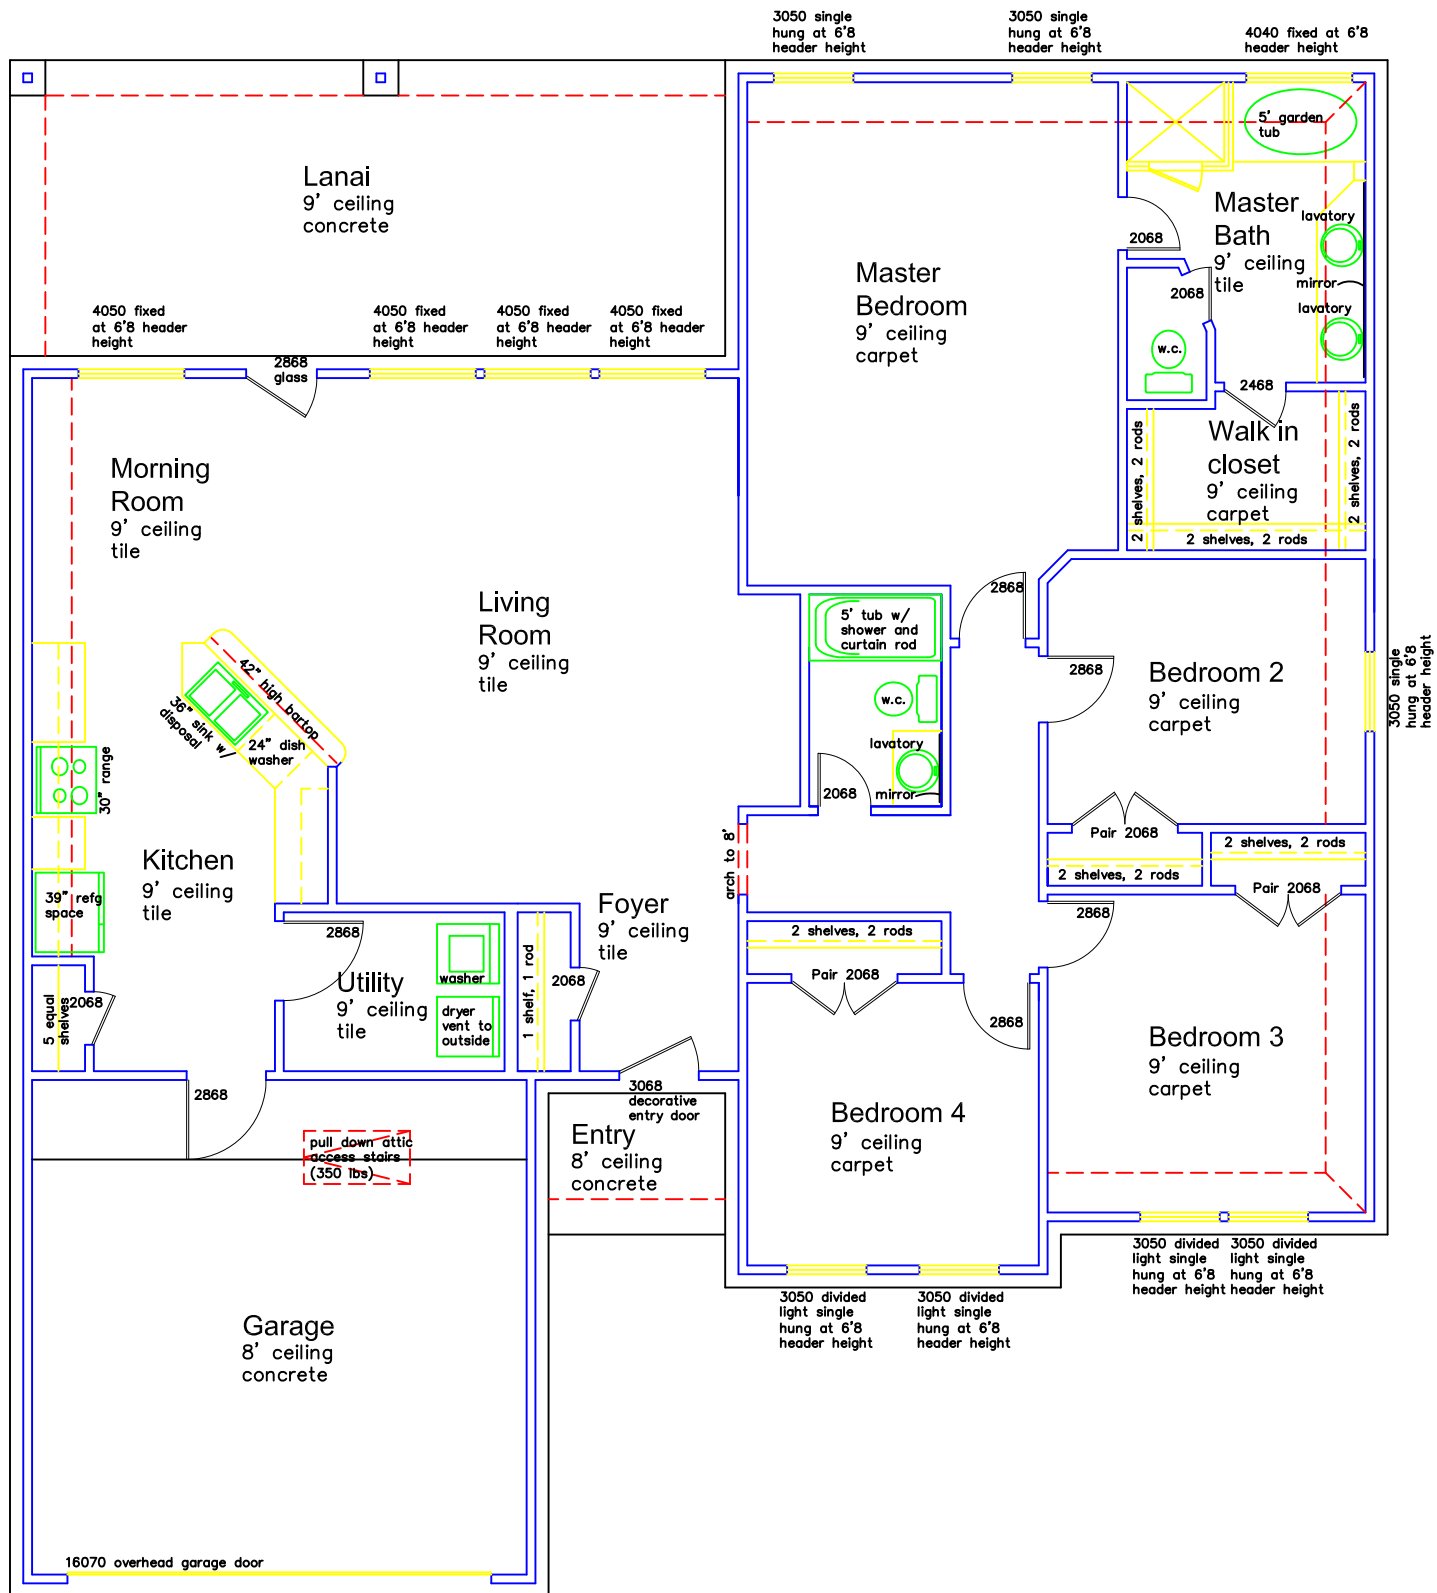 3050 single
hung at 6'8
header height
3050 single
hung at 6'8
header height
4040 fixed at 6'8
header height
5' garden
tub
Lanai
9' ceiling
concrete
Master
Bath
9' ceiling
tile
lavatory
2068
Master
Bedroom
9' ceiling
carpet
2068
mirror
lavatory
4050 fixed
at 6'8 header
height
4050 fixed
at 6'8 header
height
4050 fixed
at 6'8 header
height
4050 fixed
at 6'8 header
height
w.c.
2868
glass
2468
Walk in
closet
9' ceiling
carpet
2 shelves, 2 rods
2 shelves, 2 rods
2 shelves, 2 rods
Morning
Room
9' ceiling
tile
2868
Living
Room
9' ceiling
tile
5' tub w/
shower and
curtain rod
2868
Bedroom 2
9' ceiling
carpet
3050 single
hung at 6'8
header height
42" high bartop
36" sink w/
disposal
24" dish
washer
w.c.
lavatory
mirror
2068
30" range
Pair 2068
2 shelves, 2 rods
2 shelves, 2 rods
Pair 2068
arch to 8'
Kitchen
9' ceiling
tile
39" refg
space
Foyer
9' ceiling
tile
2868
2868
2 shelves, 2 rods
Pair 2068
washer
Utility
9' ceiling
tile
1 shelf, 1 rod
2068
2068
5 equal
shelves
dryer
vent to
outside
2868
Bedroom 3
9' ceiling
carpet
2868
3068
decorative
entry door
Bedroom 4
9' ceiling
carpet
pull down attic
access stairs
(350 lbs)
Entry
8' ceiling
concrete
3050 divided
light single
hung at 6'8
header height
3050 divided
light single
hung at 6'8
header height
3050 divided
light single
hung at 6'8
header height
3050 divided
light single
hung at 6'8
header height
Garage
8' ceiling
concrete
16070 overhead garage door